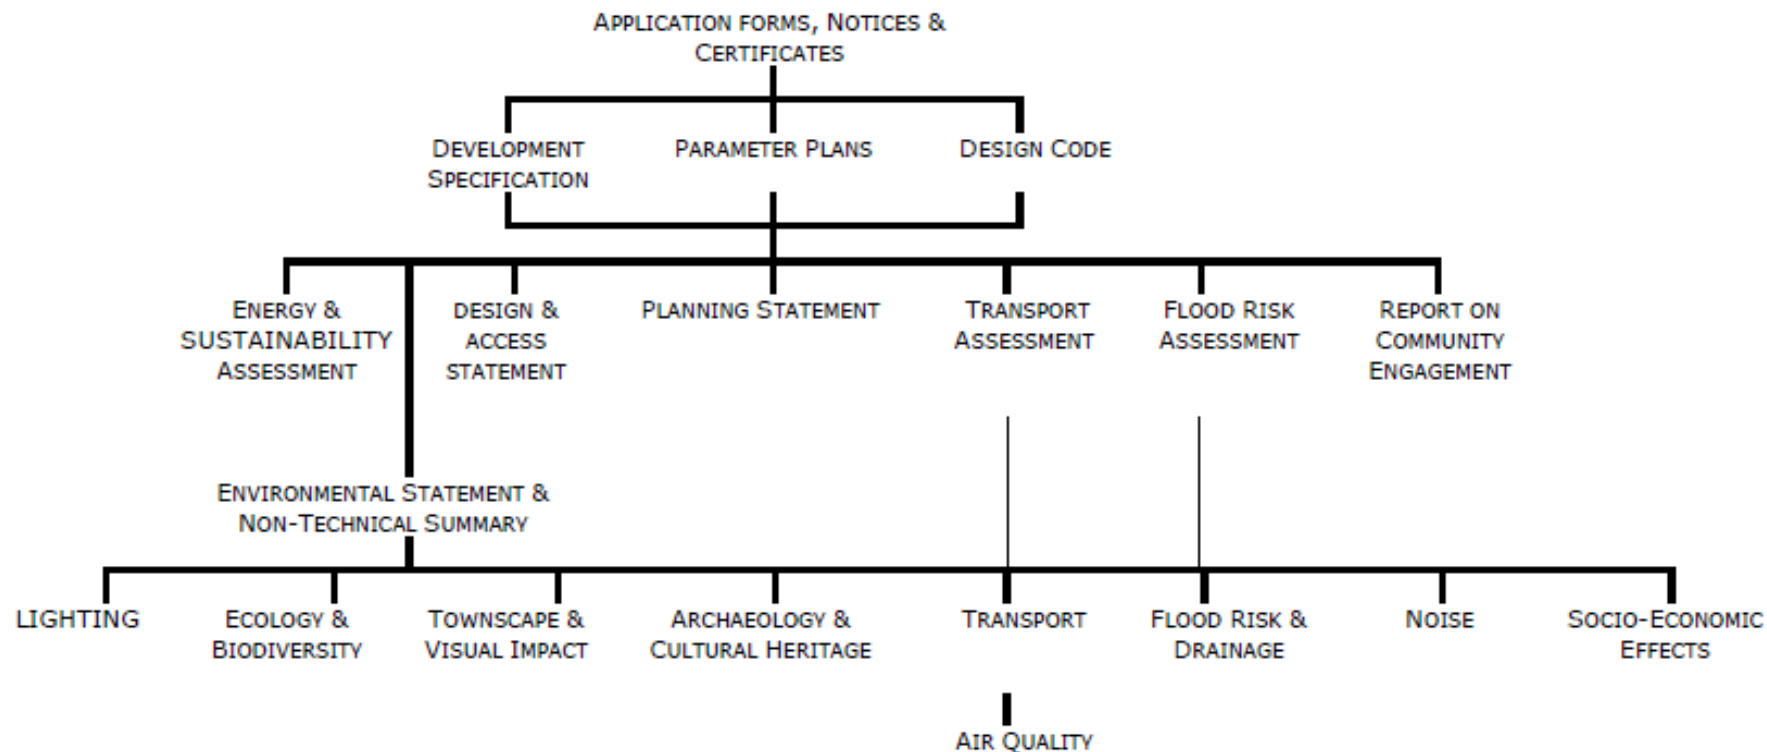 APPLICATION FORMS, NOTICES &
CERTIFICATES
DEVELOPMENT
SPECIFICATION
PARAMETER PLANS
DESIGN CODE
ENERGY &
SUSTAINABILITY
ASSESSMENT
DESIGN &
ACCESS
STATEMENT
PLANNING STATEMENT
TRANSPORT
ASSESSMENT
FLOOD RISK
ASSESSMENT
REPORT ON
COMMUNITY
ENGAGEMENT
ENVIRONMENTAL STATEMENT &
NON-TECHNICAL SUMMARY
LIGHTING
ECOLOGY &
BIODIVERSITY
TOWNSCAPE &
VISUAL IMPACT
ARCHAEOLOGY &
CULTURAL HERITAGE
TRANSPORT
FLOOD RISK &
DRAINAGE
NOISE
SOCIO-ECONOMIC
EFFECTS
AIR QUALITY